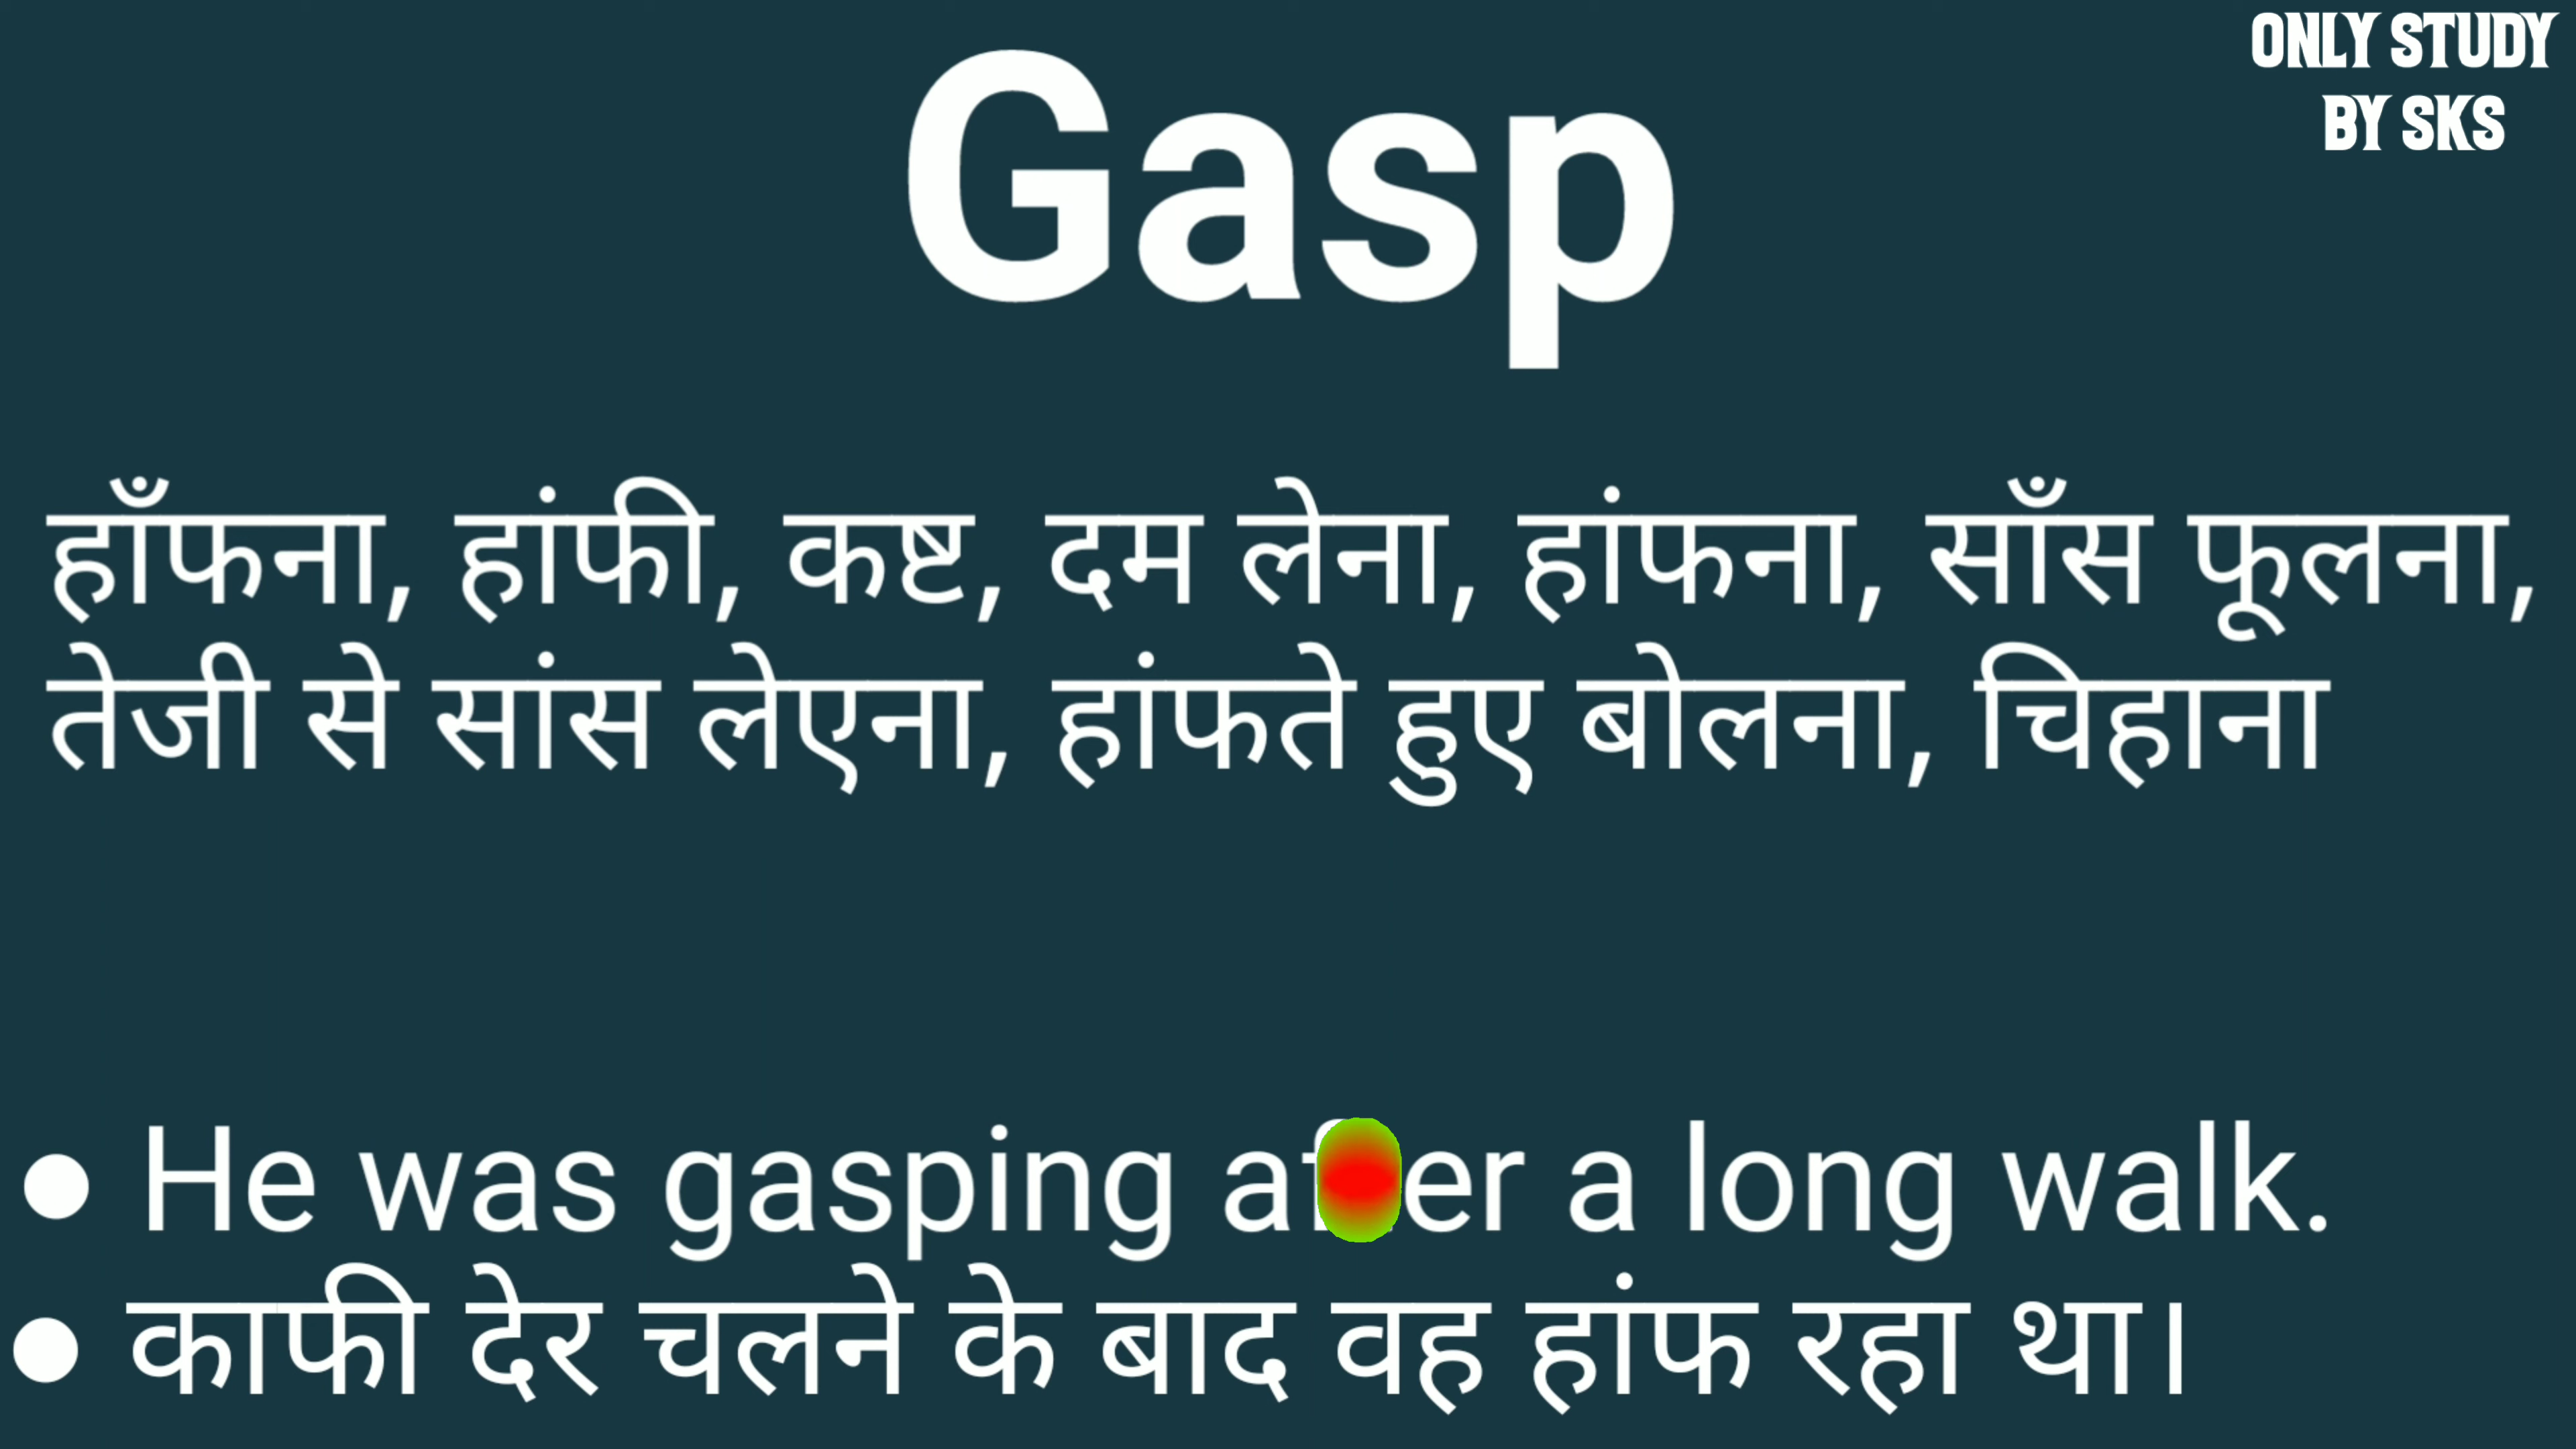 ONLY STUDY
BY SKS
Gasp
हाँफना, हांफी, कष्ट, दम लेना, हांफना, साँस फूलना,
तेजी से सांस लेएना, हांफते हुए बोलना, चिहाना
● He was gasping a long walk.
● काफी देर चलने के बाद वह हांफ रहा था।